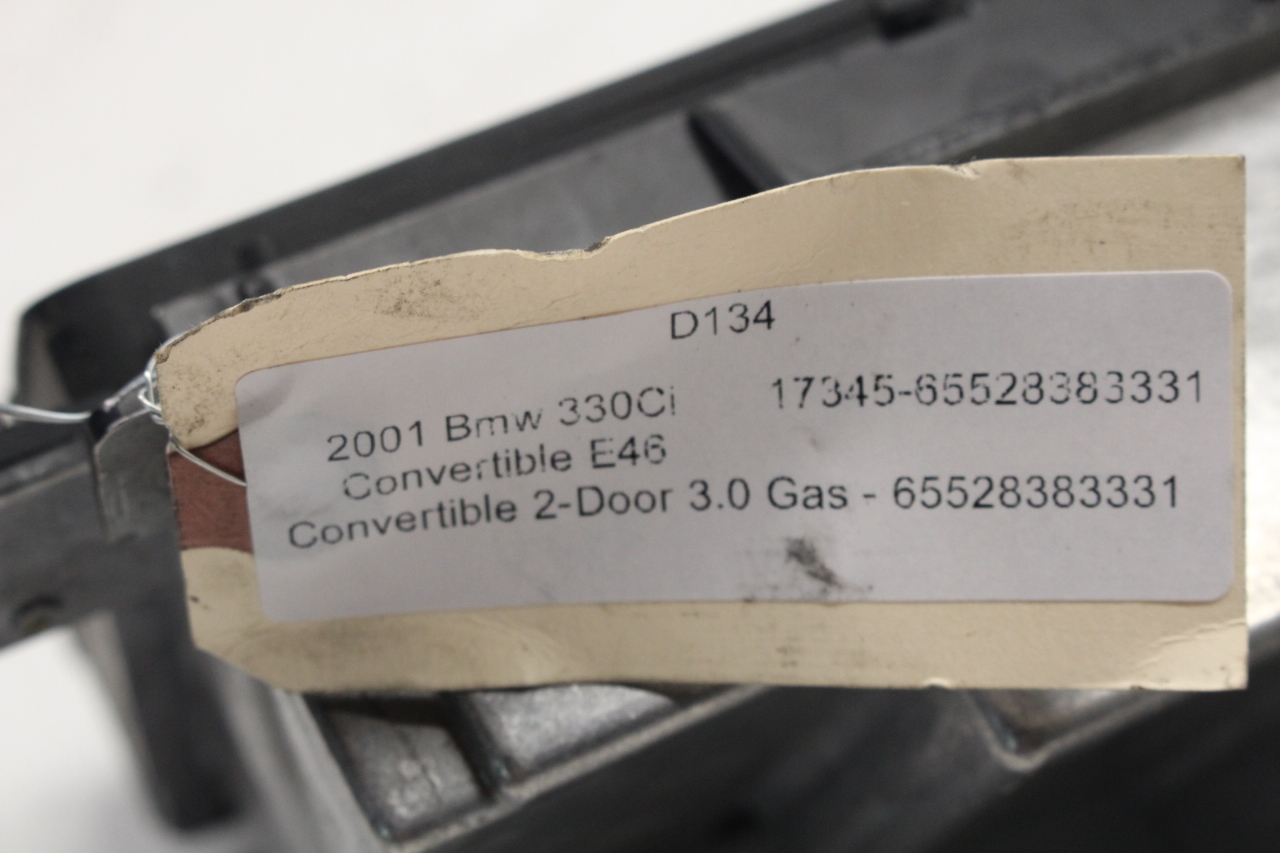 D134
2001 Bmw 330Ci 17345-65528383331
Convertible E46
Convertible 2-Door 3.0 Gas - 65528383331